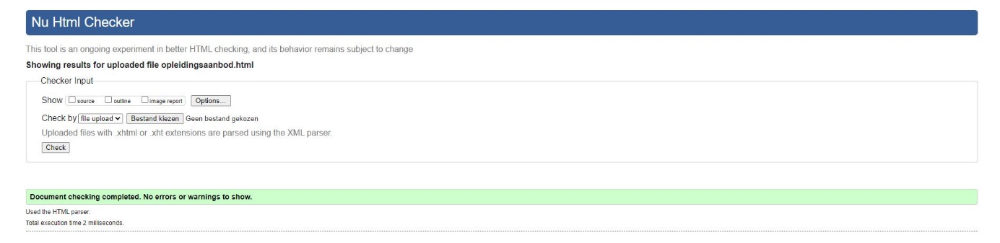 Nu Html Checker
This tool is an ongoing experiment in better HTML checking, and its behavior remains subject to change
Showing results for uploaded file opleidingsaanbod.html
Checker Input
Show source outline image report Options...
Check by file upload Bestand kiezen Geen bestand gekozen
Uploaded files with .xhtml or .xht extensions are parsed using the XML parser.
Check
Document checking completed. No errors or warnings to show.
Used the HTML parser.
Total execution time 2 milliseconds.